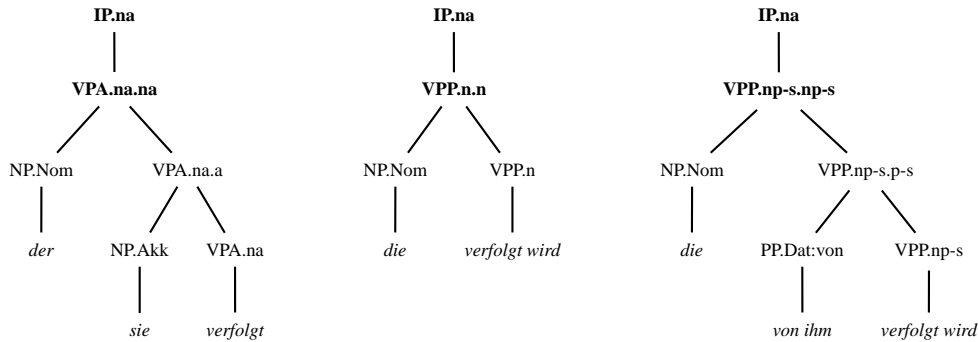 IP.na IP.na IP.na
VPA.na.na VPP.n.n VPP.np-s.np-s
NP.Nom VPA.na.a NP.Nom VPP.n NP.Nom VPP.np-s.p-s
der NP.Akk VPA.na die verfolgt wird die PP.Dat:von VPP.np-s
sie verfolgt von ihm verfolgt wird